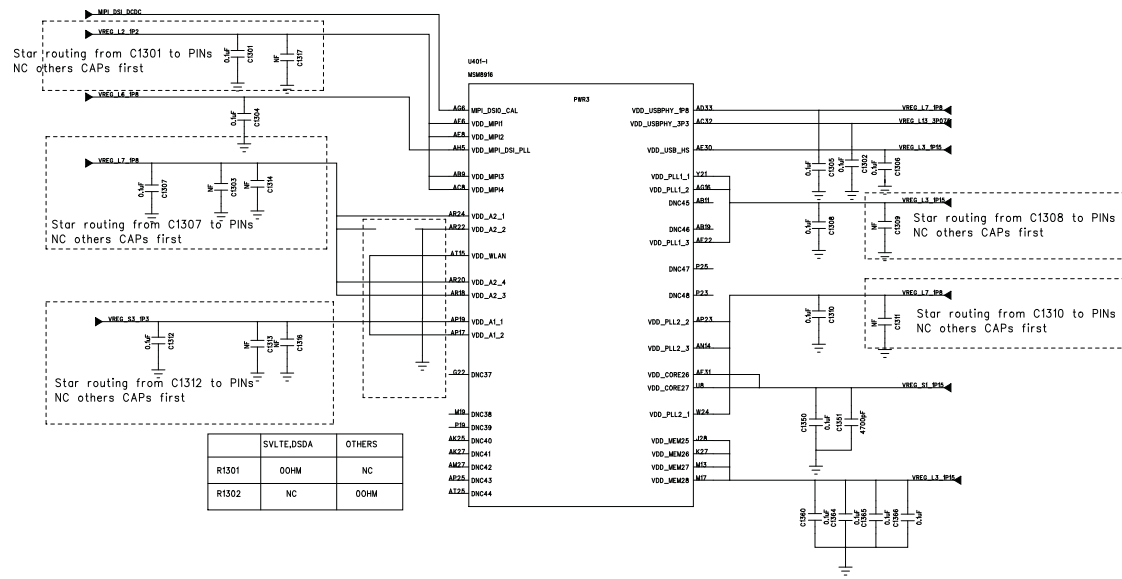 MIPI_DSI_DCDC
VREG_L2_1P2
Star routing from C1301 to PINs
NC others CAPs first
0.1uF
C1301
NF
C1317
VREG_L6_1P8
0.1uF
C1304
VREG_L7_1P8
0.1uF
C1307
NF
C1303
NF
C1314
Star routing from C1307 to PINs
NC others CAPs first
VREG_S3_1P3
0.1uF
C1312
NF
C1313
NF
C1316
Star routing from C1312 to PINs
NC others CAPs first
SVLTE,DSDA OTHERS
R1301 0OHM NC
R1302 NC 0OHM
U401-I
MSM8916
PWR3
AG6 MIPI_DSI0_CAL
AF6 VDD_MIPI1
AF8 VDD_MIPI2
AH5 VDD_MIPI_DSI_PLL
AB9 VDD_MIPI3
AC8 VDD_MIPI4
AR24 VDD_A2_1
AR22 VDD_A2_2
AT15 VDD_WLAN
AR20 VDD_A2_4
AR18 VDD_A2_3
AP19 VDD_A1_1
AP17 VDD_A1_2
G22 DNC37
M19 DNC38
P19 DNC39
AK25 DNC40
AK27 DNC41
AM27 DNC42
AP25 DNC43
AT25 DNC44
VDD_USBPHY_1P8 AD33
VDD_USBPHY_3P3 AC32
VDD_USB_HS AE30
VDD_PLL1_1 Y21
VDD_PLL1_2 AG16
DNC45 AB11
DNC46 AB19
VDD_PLL1_3 AE22
DNC47 P25
DNC48 P23
VDD_PLL2_2 AP23
VDD_PLL2_3 AN14
VDD_CORE26 AF31
VDD_CORE27 U8
VDD_PLL2_1 W24
VDD_MEM25 J28
VDD_MEM26 K27
VDD_MEM27 M13
VDD_MEM28 M17
VREG_L7_1P8
VREG_L13_3P075
VREG_L3_1P15
0.1uF
C1305
0.1uF
C1302
0.1uF
C1306
VREG_L3_1P15
0.1uF
C1308
NF
C1309
Star routing from C1308 to PINs
NC others CAPs first
VREG_L7_1P8
0.1uF
C1310
NF
C1311
Star routing from C1310 to PINs
NC others CAPs first
VREG_S1_1P15
C1350
0.1uF
C1351
4700pF
VREG_L3_1P15
C1360
0.1uF
C1364
0.1uF
C1365
0.1uF
C1366
0.1uF